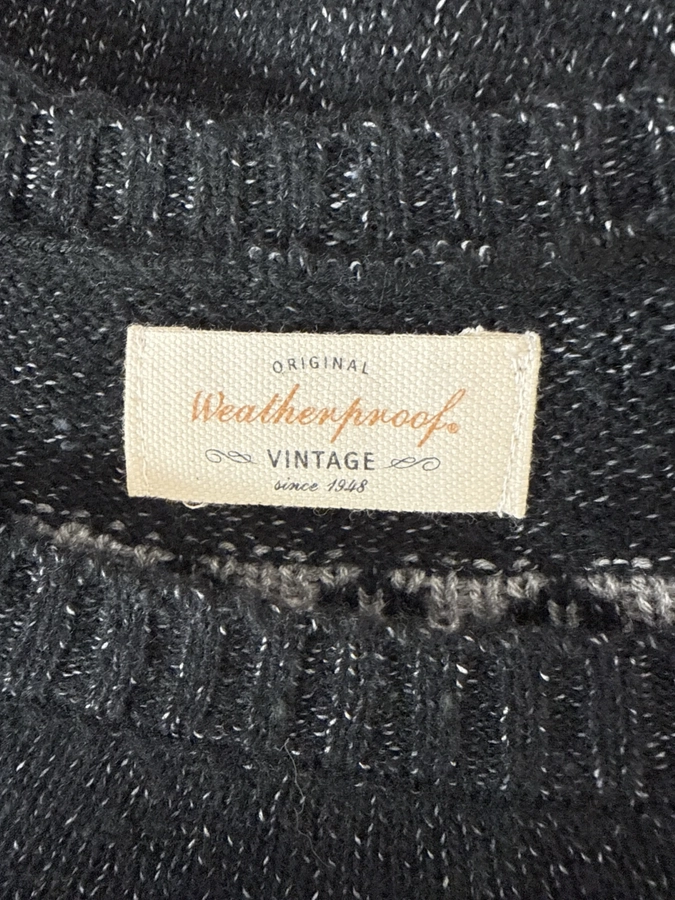 ORIGINAL
Weatherproof®
VINTAGE
since 1948